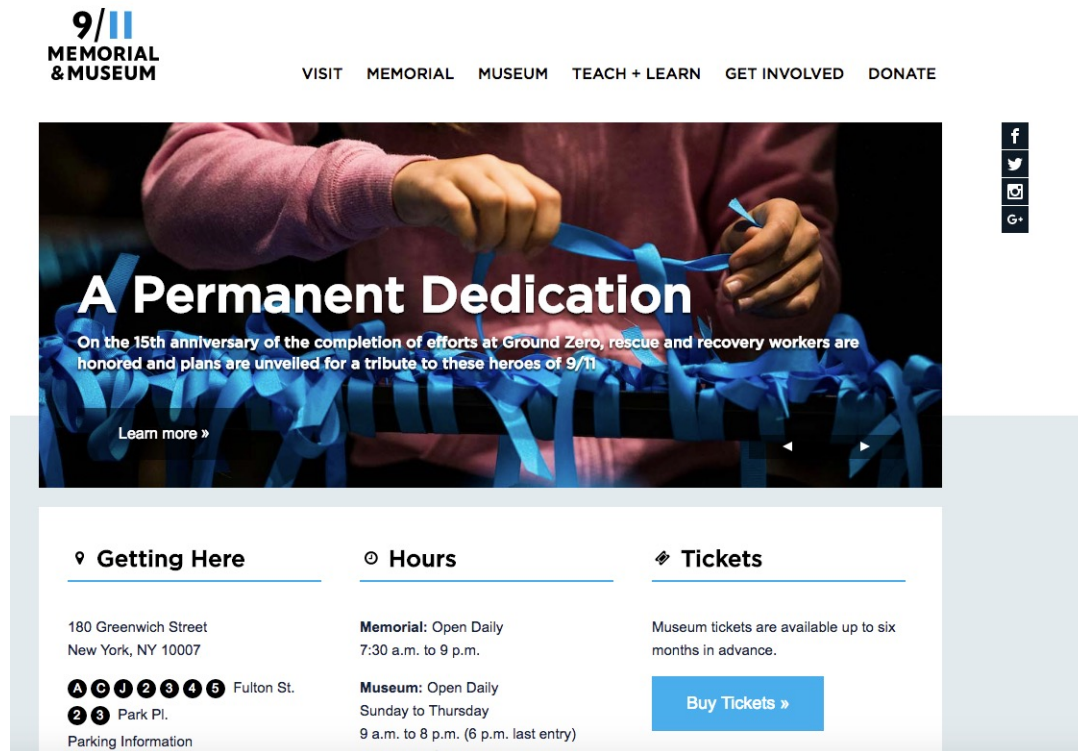 9/11
MEMORIAL
& MUSEUM
VISIT MEMORIAL MUSEUM TEACH + LEARN GET INVOLVED DONATE
f
G+
A Permanent Dedication
On the 15th anniversary of the completion of efforts at Ground Zero, rescue and recovery workers are
honored and plans are unveiled for a tribute to these heroes of 9/11
Learn more »
Getting Here
180 Greenwich Street
New York, NY 10007
A C J 2 3 4 5 Fulton St.
2 3 Park Pl.
Parking Information
Hours
Memorial: Open Daily
7:30 a.m. to 9 p.m.
Museum: Open Daily
Sunday to Thursday
9 a.m. to 8 p.m. (6 p.m. last entry)
Tickets
Museum tickets are available up to six
months in advance.
Buy Tickets »